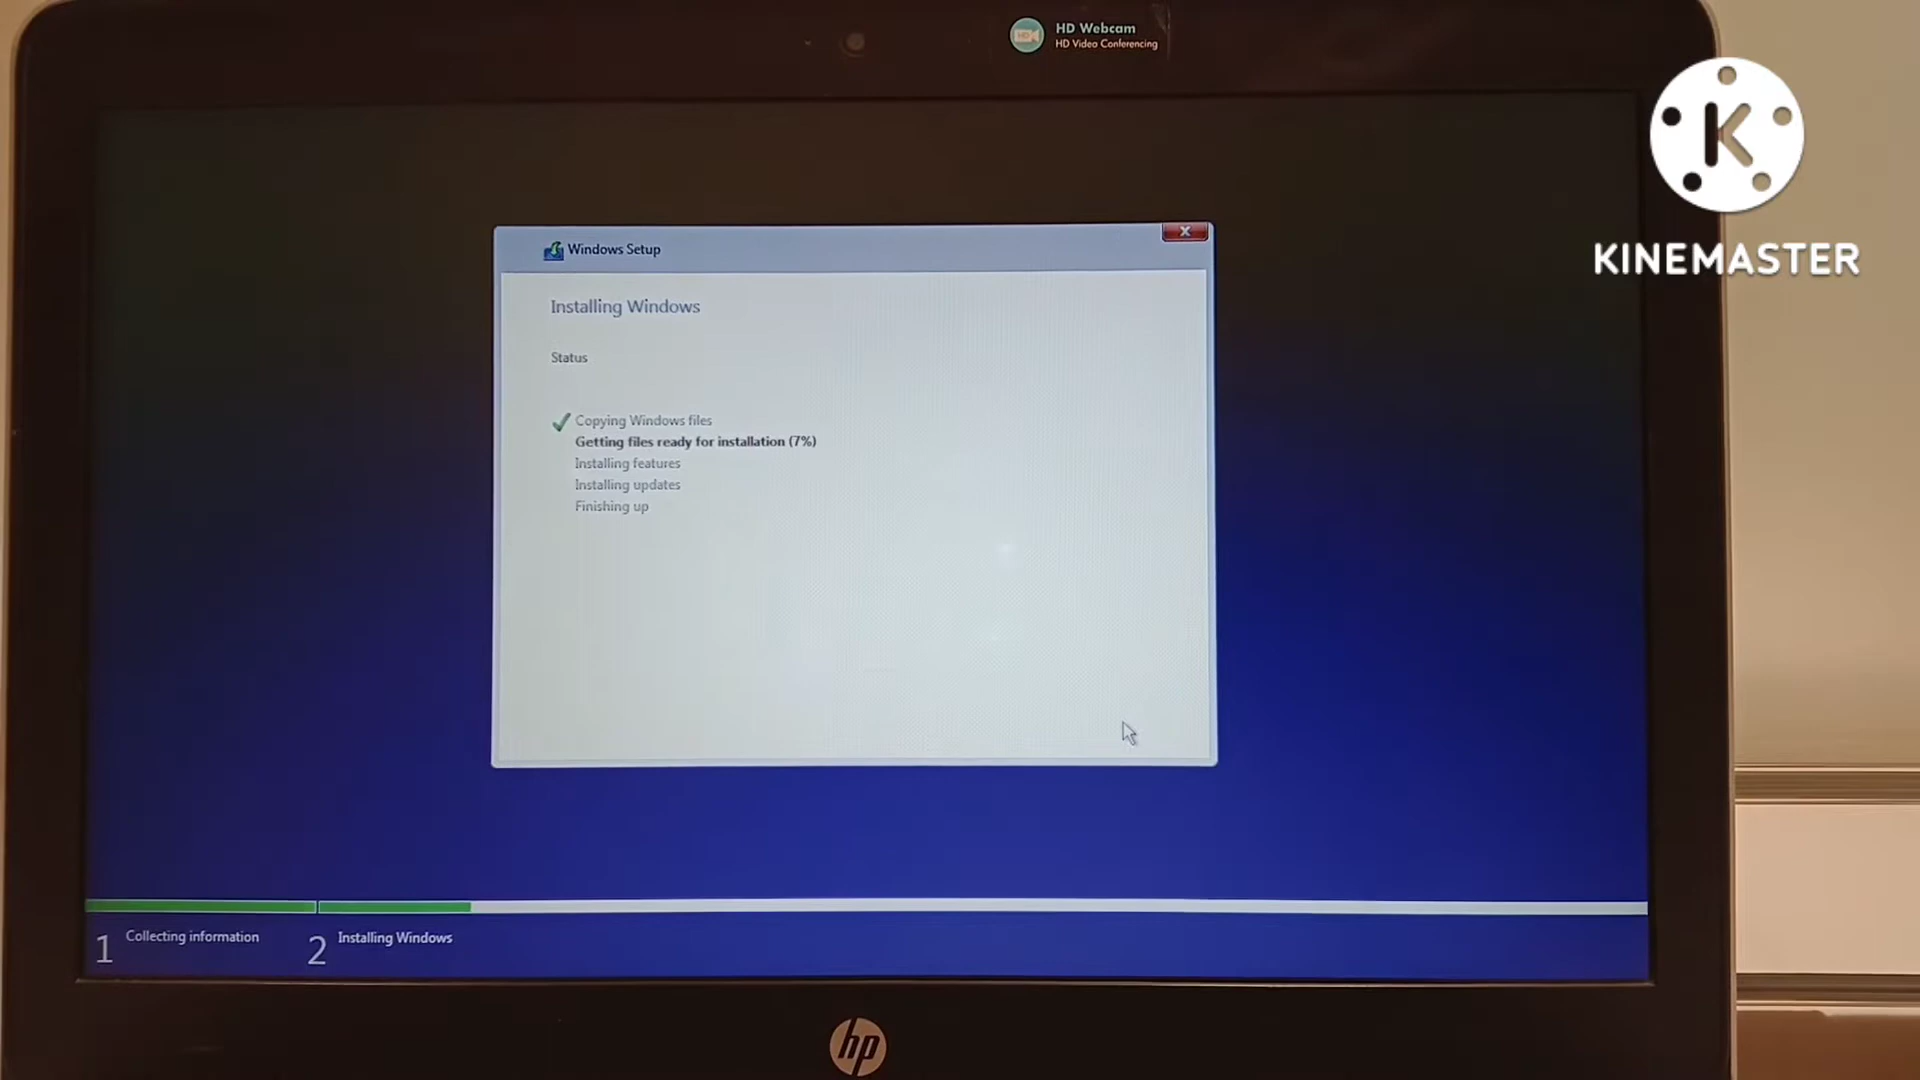 HD Webcam
HD Video Conferencing
K
KINEMASTER
Windows Setup
Installing Windows
Status
Copying Windows files
Getting files ready for installation (7%)
Installing features
Installing updates
Finishing up
1 Collecting information
2 Installing Windows
hp